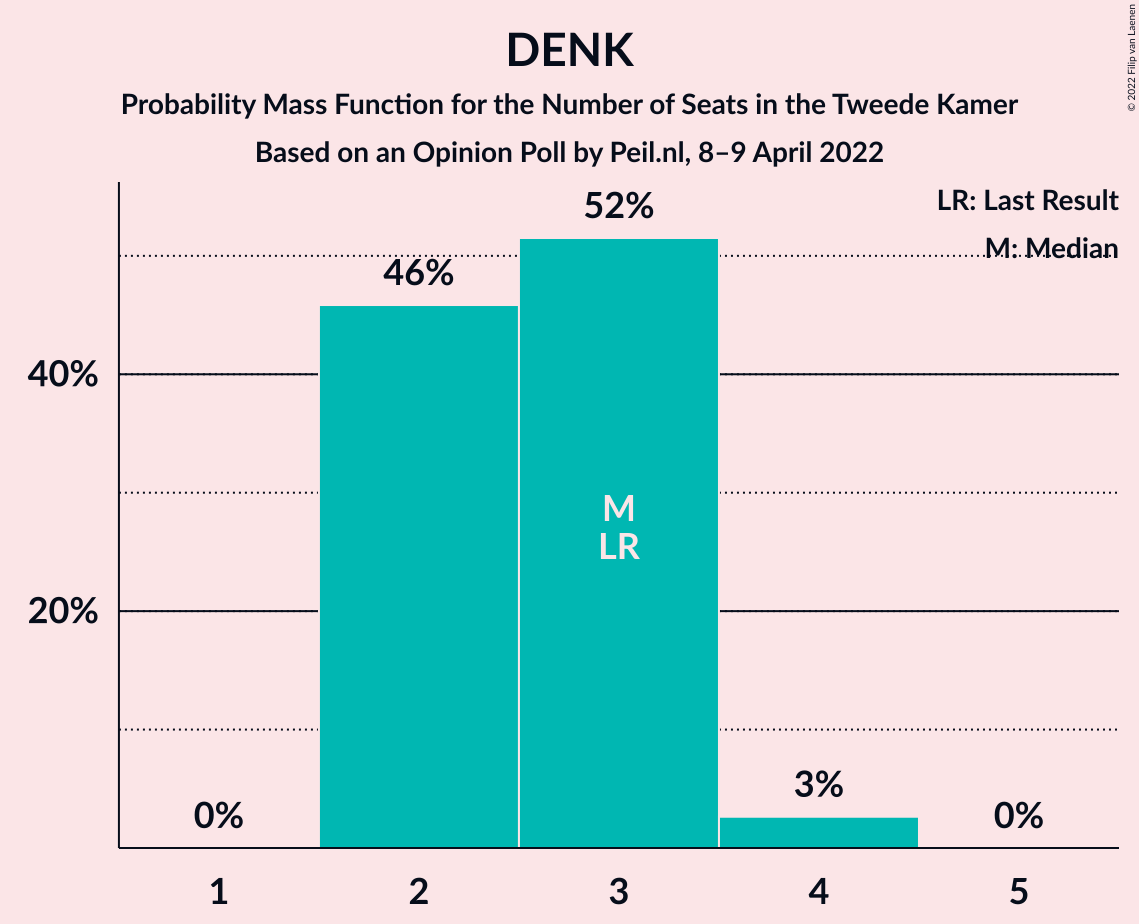 DENK
Probability Mass Function for the Number of Seats in the Tweede Kamer
Based on an Opinion Poll by Peil.nl, 8–9 April 2022
© 2022 Filip van Laenen
LR: Last Result
M: Median
52%
46%
40%
M
LR
20%
3%
0%
0%
1
2
3
4
5